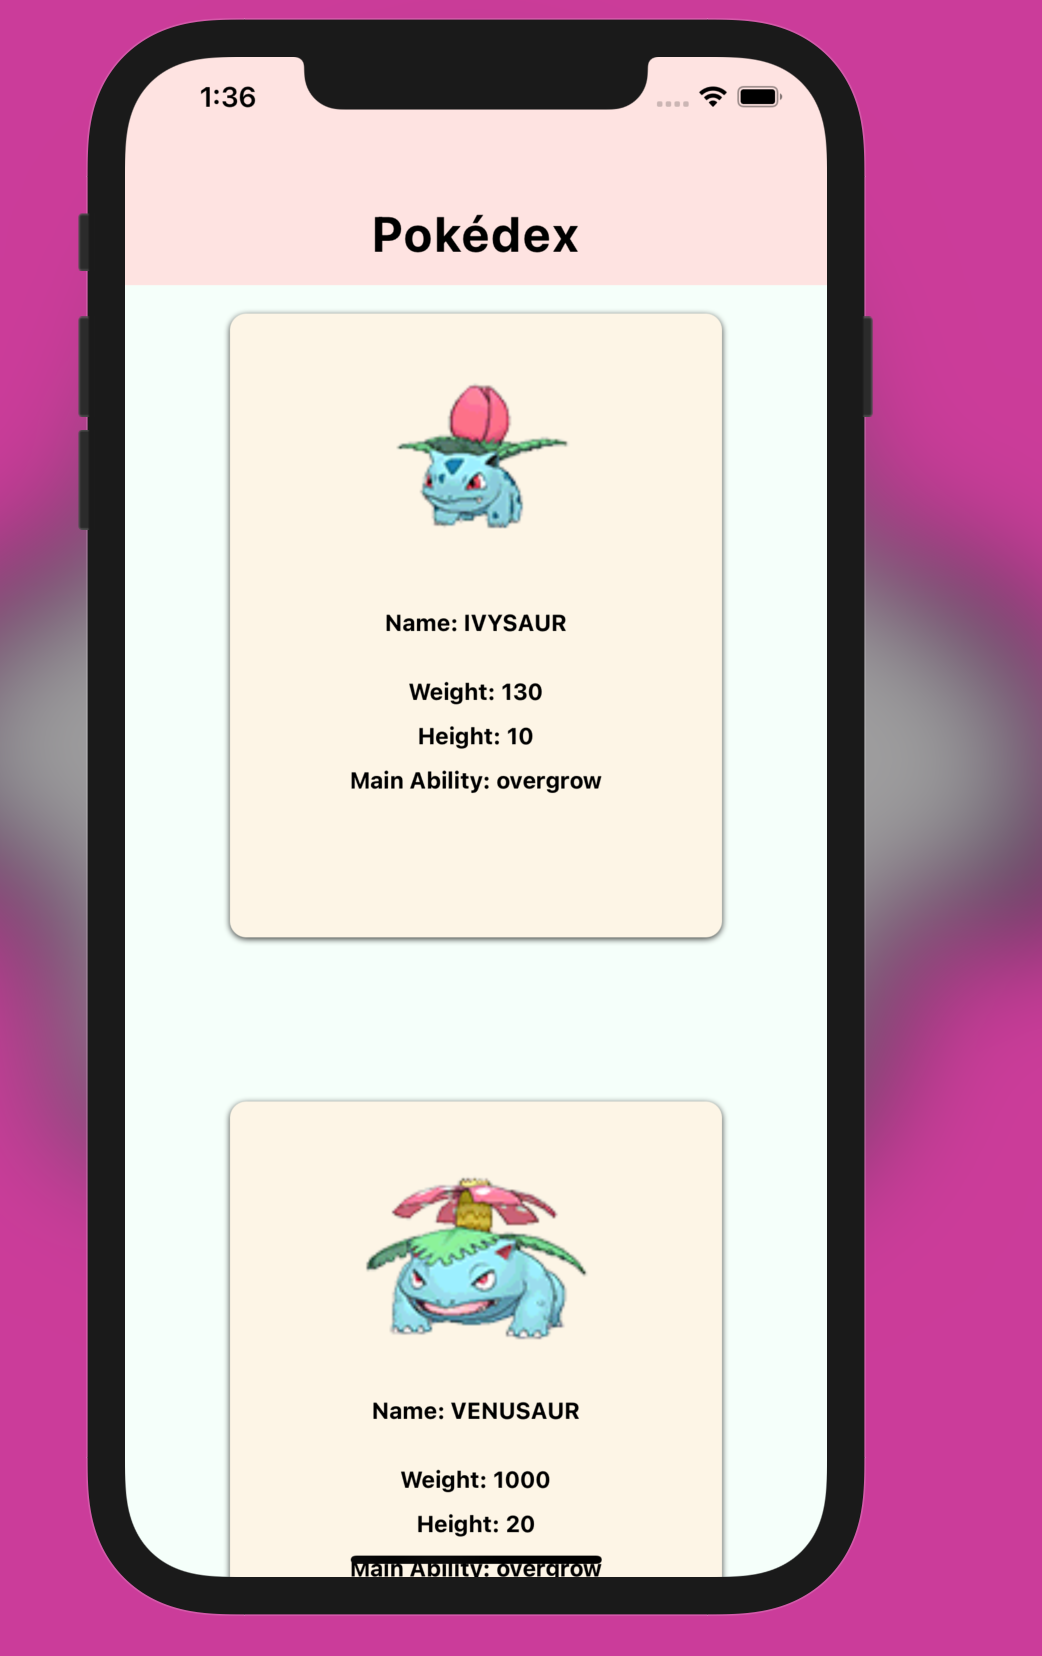 1:36
Pokédex
Name: IVYSAUR
Weight: 130
Height: 10
Main Ability: overgrow
Name: VENUSAUR
Weight: 1000
Height: 20
Main Ability: overgrow